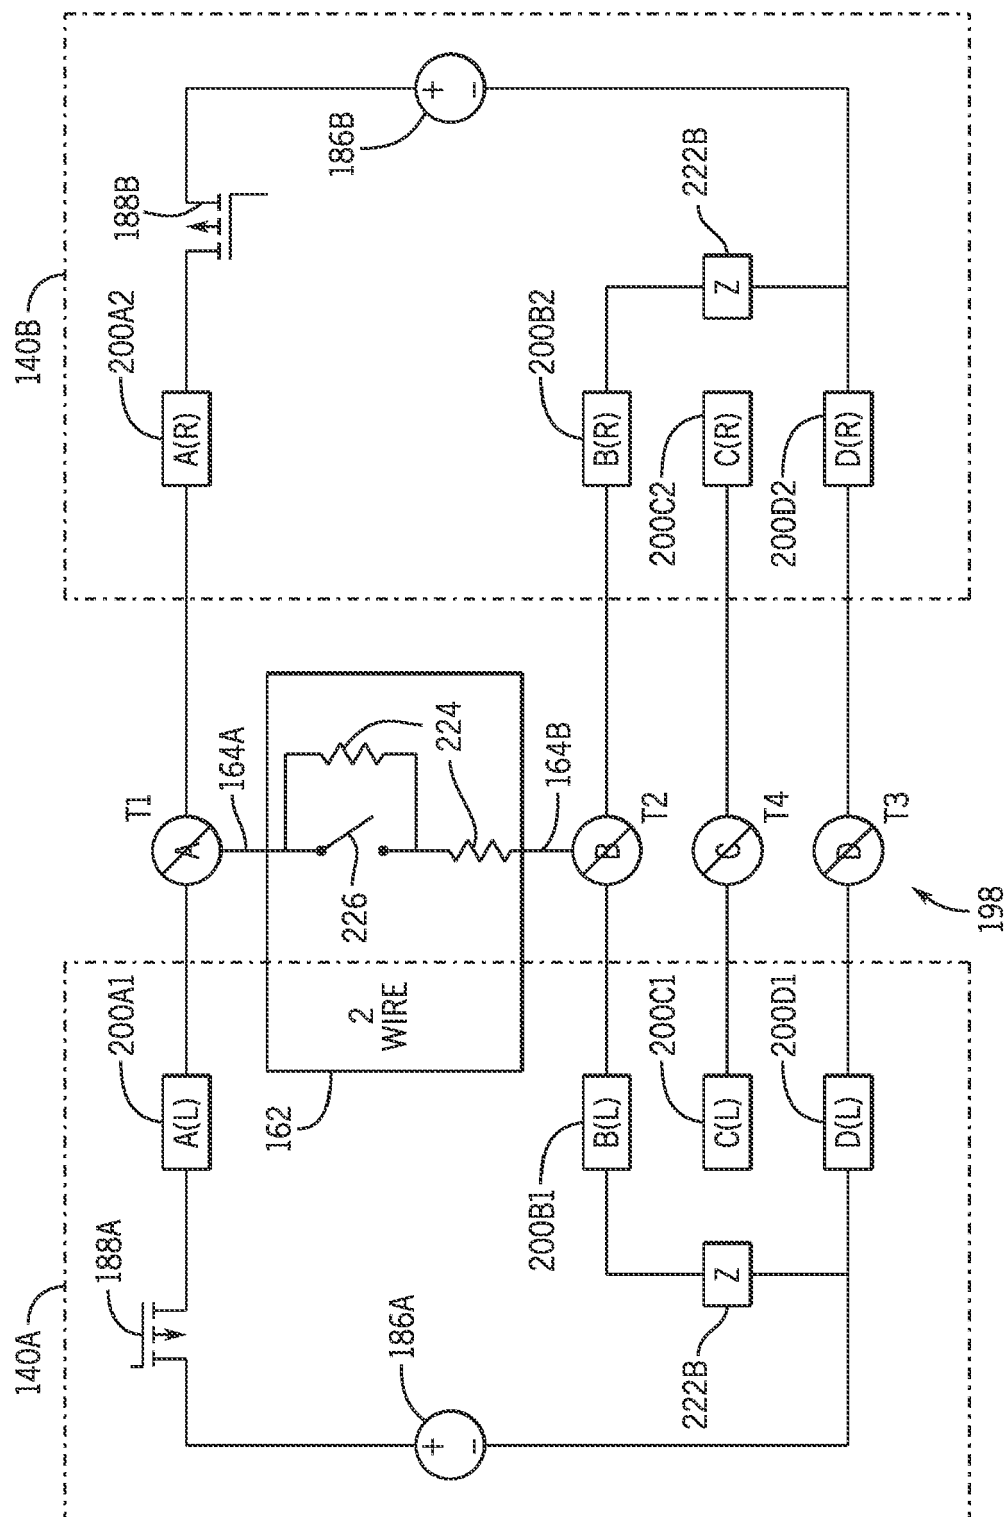 140A
140B
188A
200A1
A(L)
T1
A
164A
200A2
A(R)
188B
186A
+
-
186B
+
-
162
2
WIRE
226
224
164B
200B1
B(L)
B
T2
200B2
B(R)
222B
Z
222B
Z
200C1
C(L)
C
T4
200C2
C(R)
200D1
D(L)
D
T3
200D2
D(R)
198